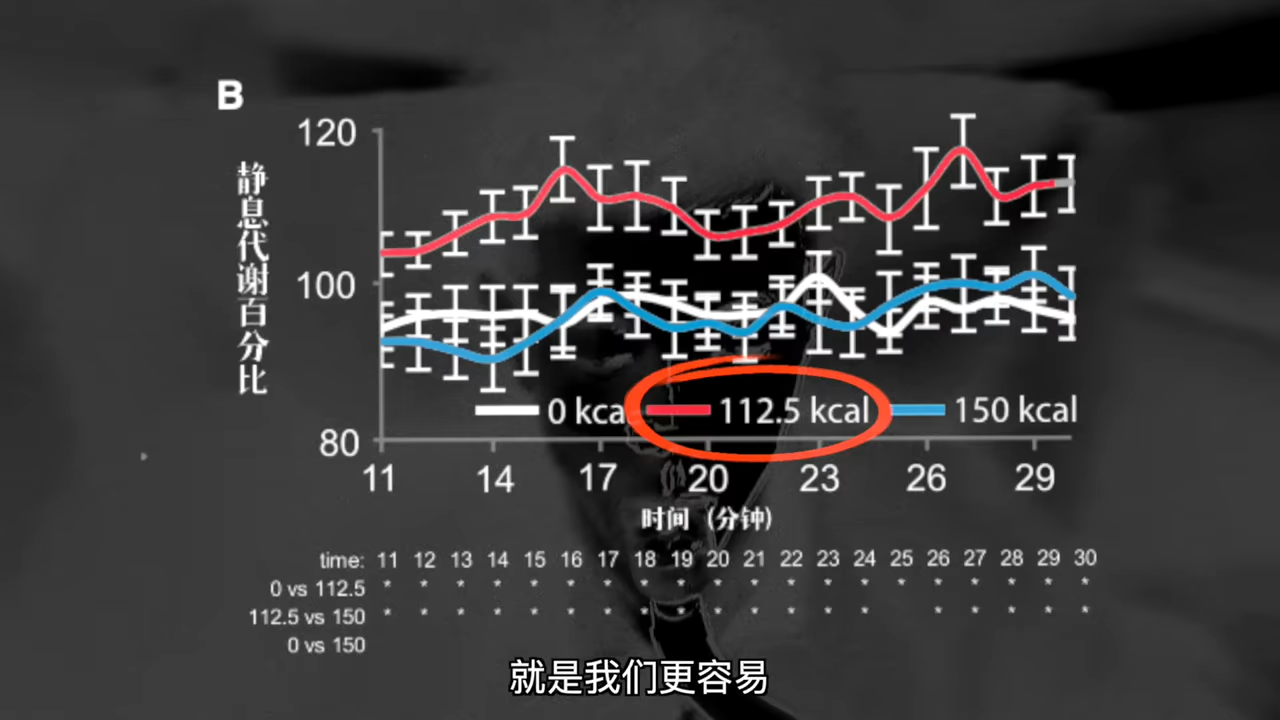 B
120
100
80
静息代谢百分比
0 kca 112.5 kcal 150 kcal
11 14 17 20 23 26 29
时间（分钟）
time: 11 12 13 14 15 16 17 18 19 20 21 22 23 24 25 26 27 28 29 30
0 vs 112.5 * * * * * * * * * * * * * * * * * * * *
112.5 vs 150 * * * * * * * * * * * * * * * * * * *
0 vs 150
就是我们更容易